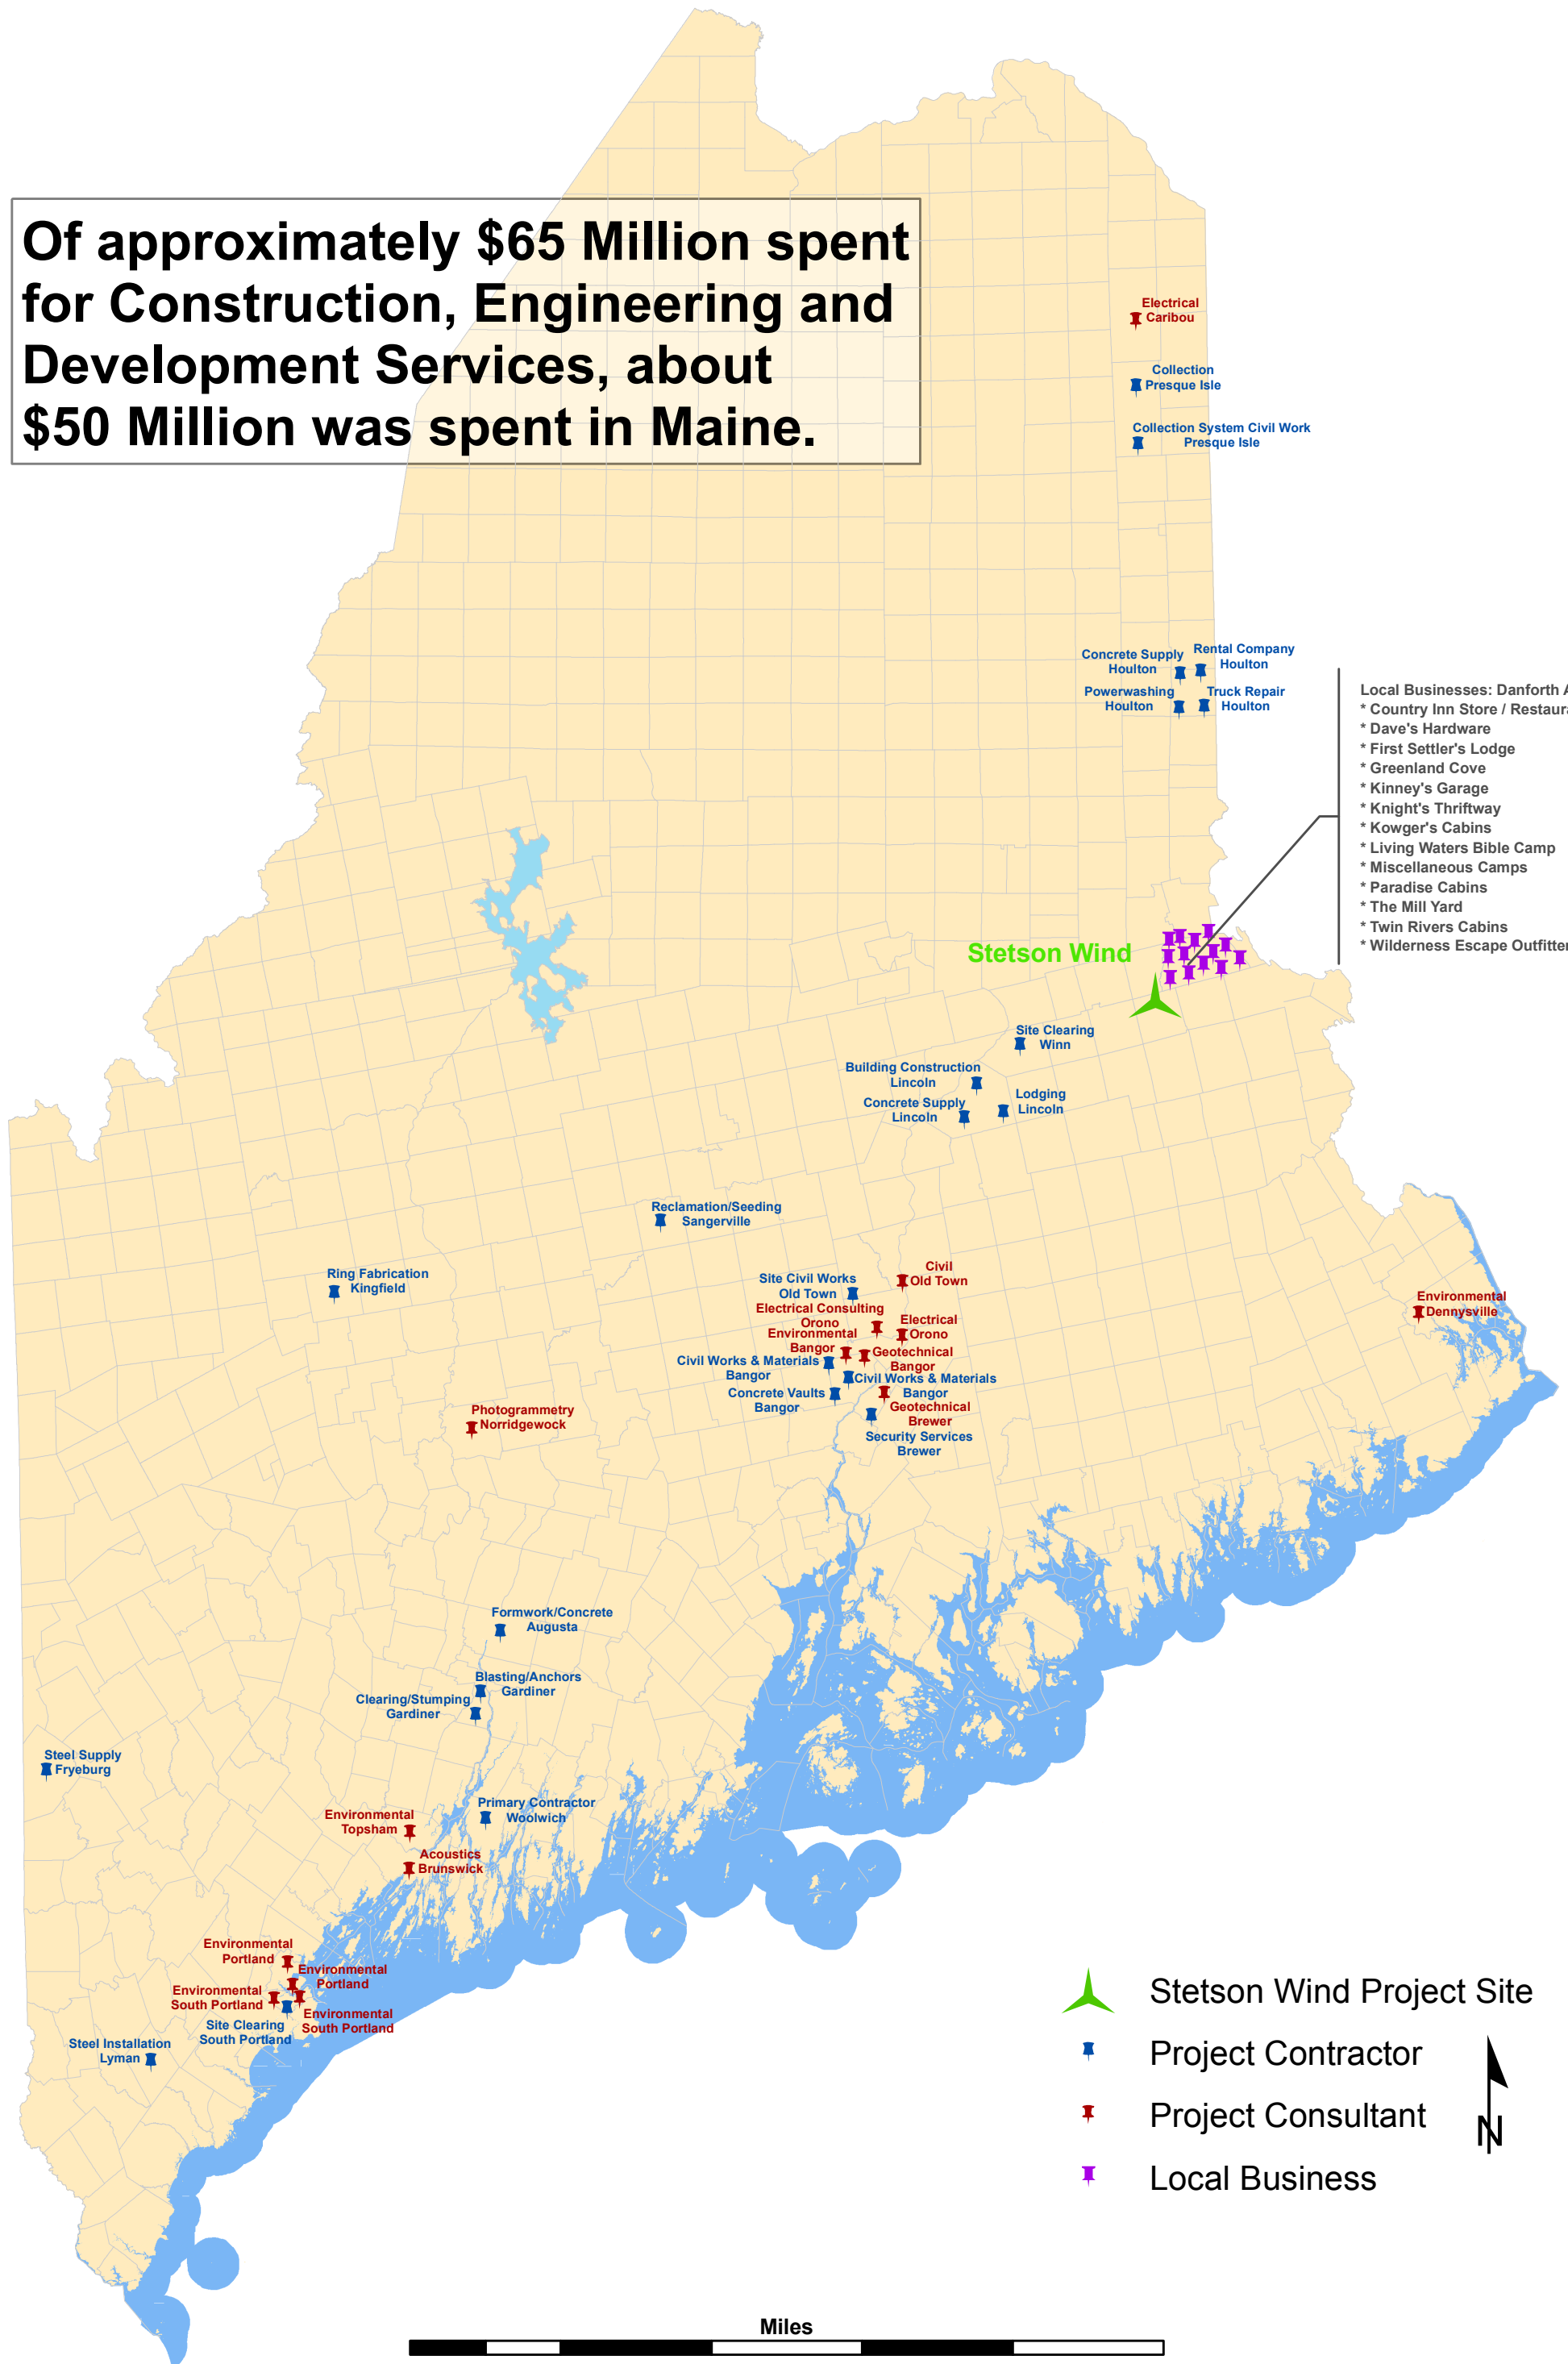 Of approximately $65 Million spent
for Construction, Engineering and
Development Services, about
$50 Million was spent in Maine.
Electrical
Caribou
Collection
Presque Isle
Collection System Civil Work
Presque Isle
Concrete Supply
Houlton
Rental Company
Houlton
Powerwashing
Houlton
Truck Repair
Houlton
Local Businesses: Danforth
* Country Inn Store /
* Dave's Hardware
* First Settler's Lodge
* Greenland Cove
* Kinney's Garage
* Knight's Thriftway
* Kowger's Cabins
* Living Waters Bible Camp
* Miscellaneous Camps
* Paradise Cabins
* The Mill Yard
* Twin Rivers Cabins
* Wilderness Escape
Stetson Wind
Site Clearing
Winn
Building Construction
Lincoln
Concrete Supply
Lincoln
Lodging
Lincoln
Reclamation/Seeding
Sangerville
Ring Fabrication
Kingfield
Civil
Old Town
Site Civil Works
Old Town
Electrical Consulting
Orono
Electrical
Orono
Environmental
Bangor
Geotechnical
Bangor
Civil Works & Materials
Bangor
Civil Works & Materials
Bangor
Concrete Vaults
Bangor
Geotechnical
Brewer
Security Services
Brewer
Environmental
Dennysville
Photogrammetry
Norridgewock
Formwork/Concrete
Augusta
Blasting/Anchors
Gardiner
Clearing/Stumping
Gardiner
Steel Supply
Fryeburg
Primary Contractor
Woolwich
Environmental
Topsham
Acoustics
Brunswick
Environmental
Portland
Environmental
Portland
Environmental
South Portland
Environmental
South Portland
Site Clearing
South Portland
Steel Installation
Lyman
Stetson Wind Project Site
Project Contractor
Project Consultant
Local Business
N
Miles